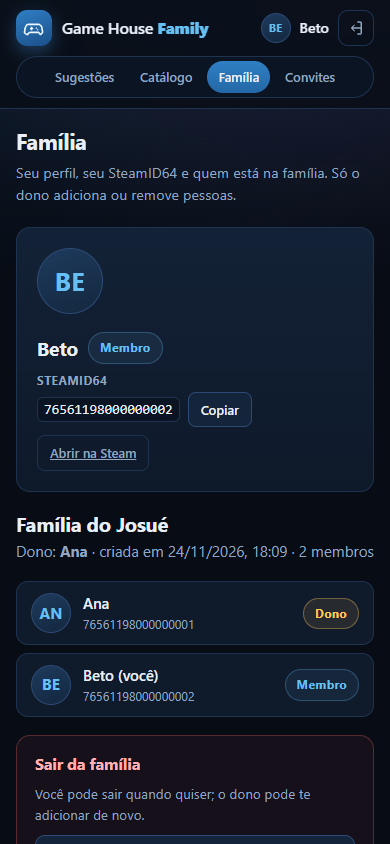 Game House Family
BE
Beto
Sugestões
Catálogo
Família
Convites
Família
Seu perfil, seu SteamID64 e quem está na família. Só o
dono adiciona ou remove pessoas.
BE
Beto
Membro
STEAMID64
76561198000000002
Copiar
Abrir na Steam
Família do Josué
Dono: Ana · criada em 24/11/2026, 18:09 · 2 membros
AN
Ana
76561198000000001
Dono
BE
Beto (você)
76561198000000002
Membro
Sair da família
Você pode sair quando quiser; o dono pode te
adicionar de novo.